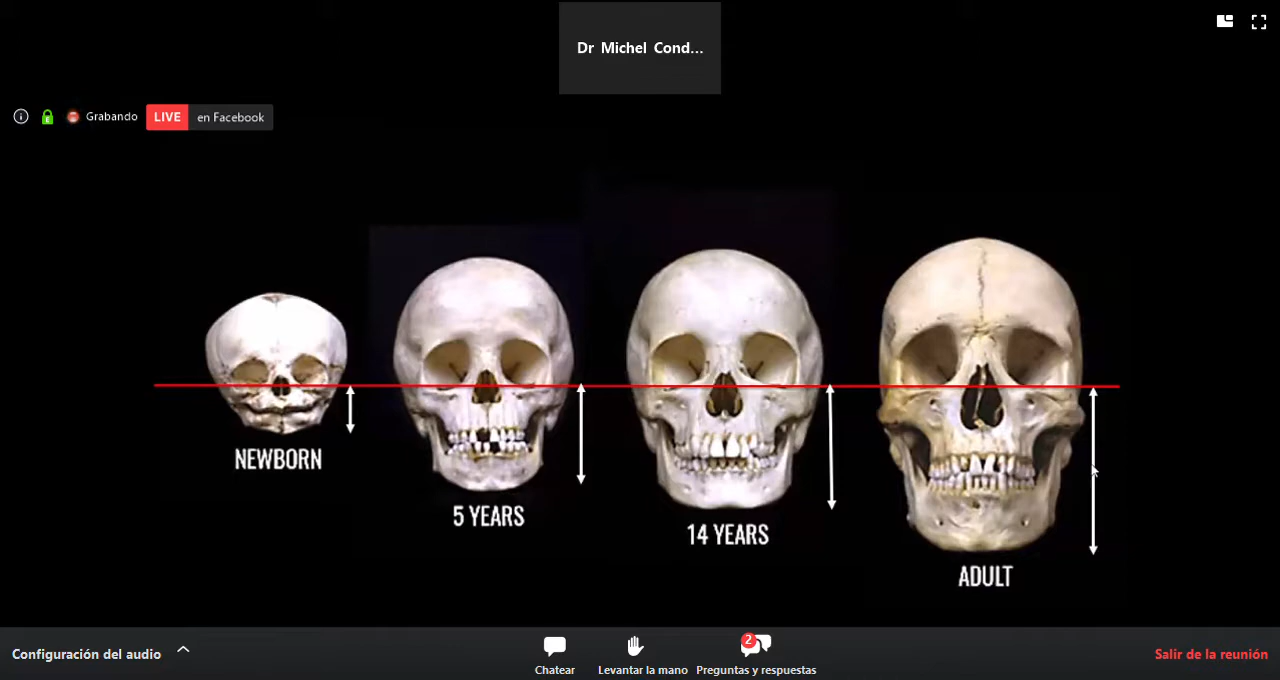 Dr Michel Cond...
Grabando
LIVE en Facebook
NEWBORN
5 YEARS
14 YEARS
ADULT
Configuración del audio
2
Chatear
Levantar la mano
Preguntas y respuestas
Salir de la reunión